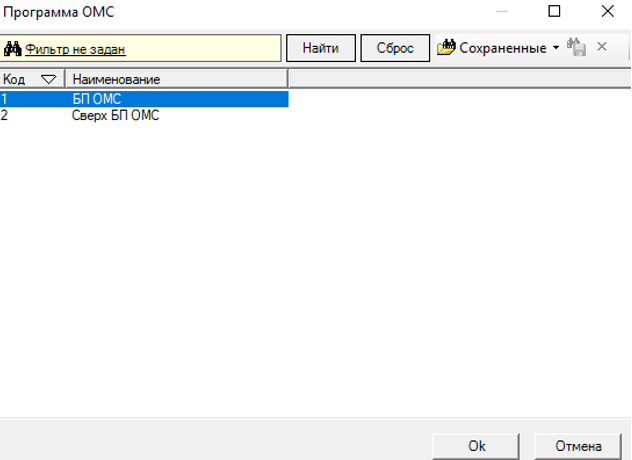 Программа ОМС
Фильтр не задан Найти Сброс Сохраненные
Код Наименование
1 БП ОМС
2 Сверх БП ОМС
Ok Отмена